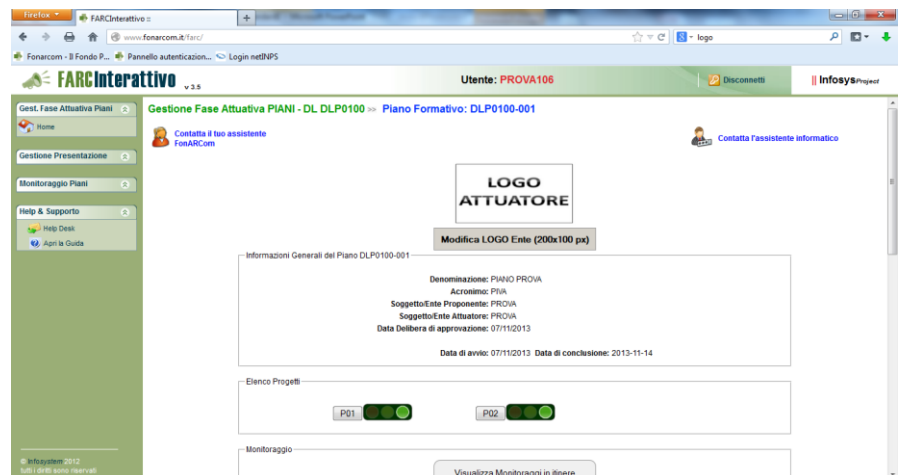 Firefox
FARCInterattivo ::
+
www.fonarcom.it/farc/
logo
Fonarcom - Il Fondo P...
Pannello autenticazion...
Login netINPS
FARCInterattivo v 3.5
Utente: PROVA106
Disconnetti
|| InfosysProject
Gest. Fase Attuativa Piani
Home
Gestione Presentazione
Monitoraggio Piani
Help & Supporto
Help Desk
Apri la Guida
© Infosystem 2012
tutti i diritti sono riservati
Gestione Fase Attuativa PIANI - DL DLP0100 >> Piano Formativo: DLP0100-001
Contatta il tuo assistente
FonARCom
Contatta l'assistente informatico
LOGO
ATTUATORE
Modifica LOGO Ente (200x100 px)
Informazioni Generali del Piano DLP0100-001
Denominazione: PIANO PROVA
Acronimo: PIVA
Soggetto/Ente Proponente: PROVA
Soggetto/Ente Attuatore: PROVA
Data Delibera di approvazione: 07/11/2013
Data di avvio: 07/11/2013 Data di conclusione: 2013-11-14
Elenco Progetti
P01
P02
Monitoraggio
Visualizza Monitoraggi in itinere